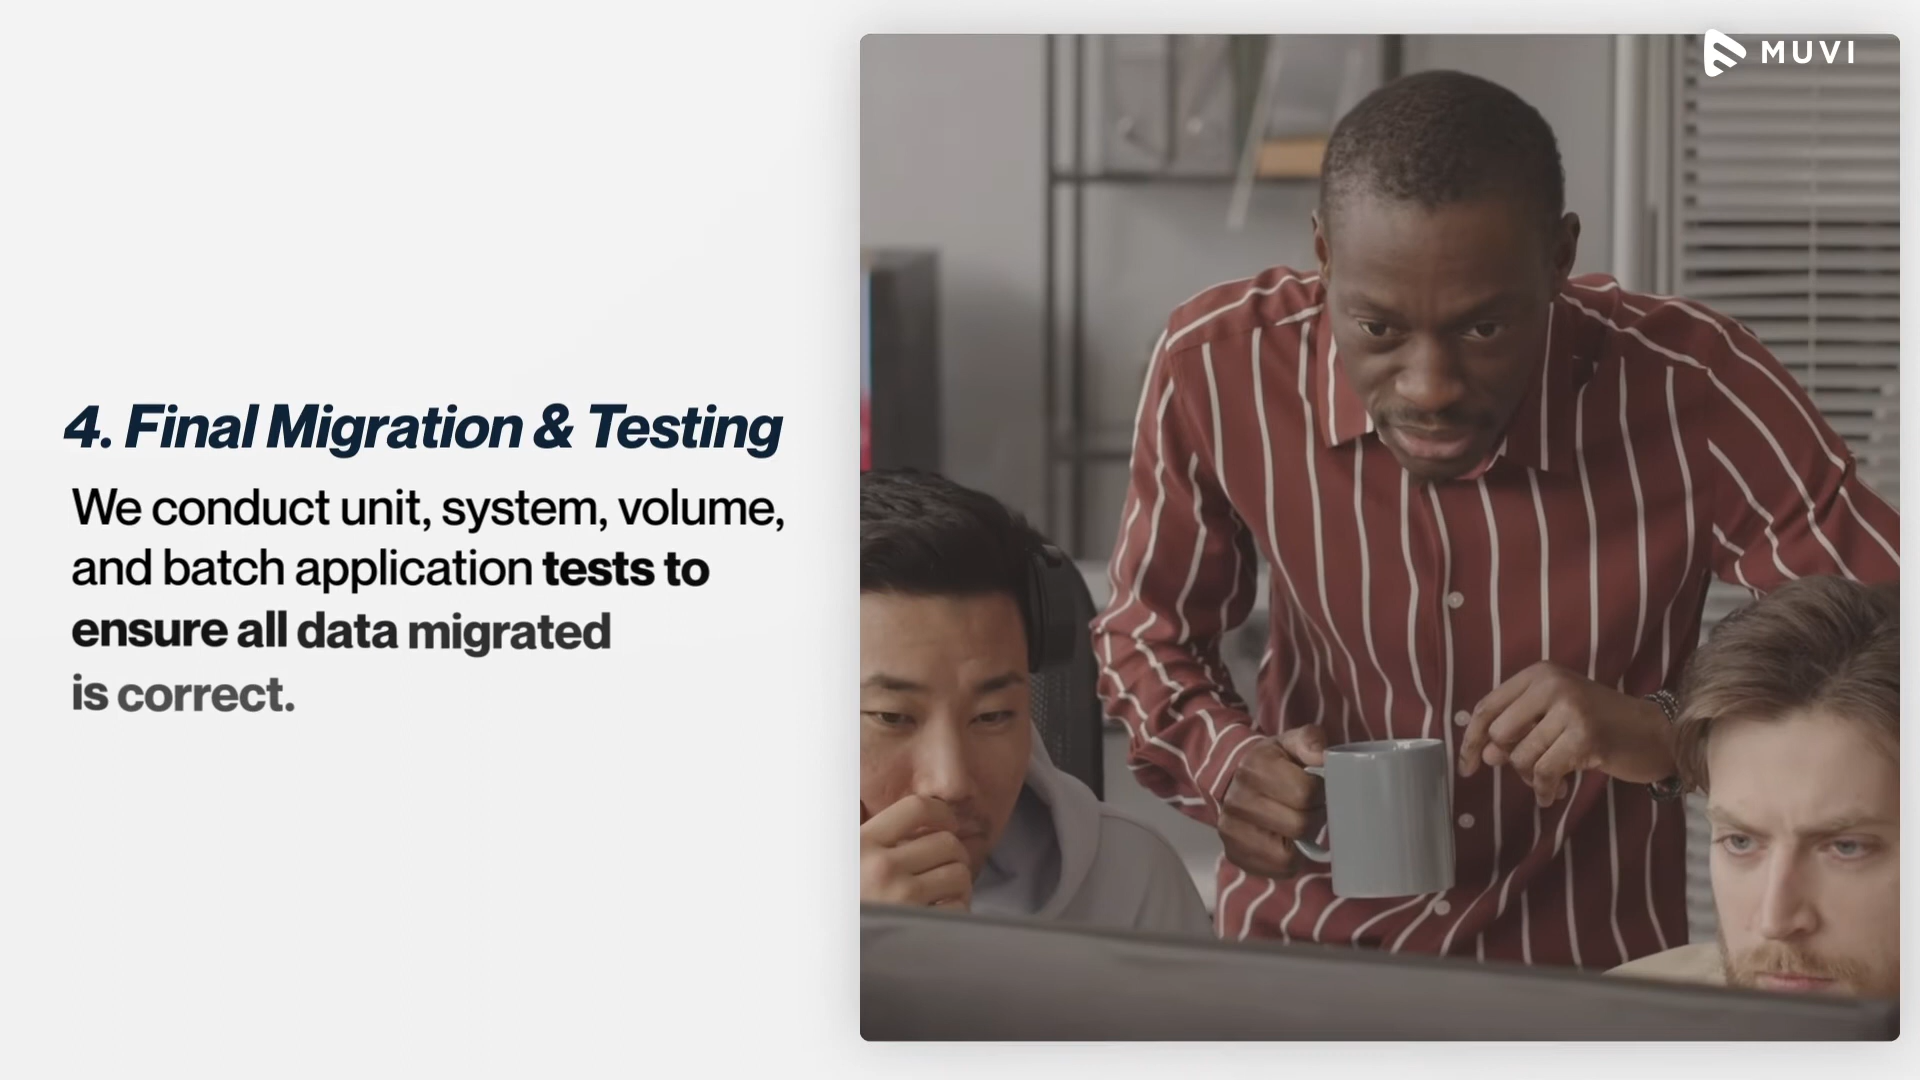 MUVI
4. Final Migration & Testing
We conduct unit, system, volume,
and batch application tests to
ensure all data migrated
is correct.